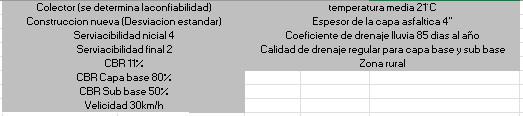 Colector (se determina laconfiabilidad)
Construccion nueva (Desviacion estandar)
Serviacibilidad nicial 4
Serviacibilidad final 2
CBR 11%
CBR Capa base 80%
CBR Sub base 50%
Velicidad 30km/h
temperatura media 21°C
Espesor de la capa asfaltica 4"
Coeficiente de drenaje lluvia 85 dias al año
Calidad de drenaje regular para capa base y sub base
Zona rural